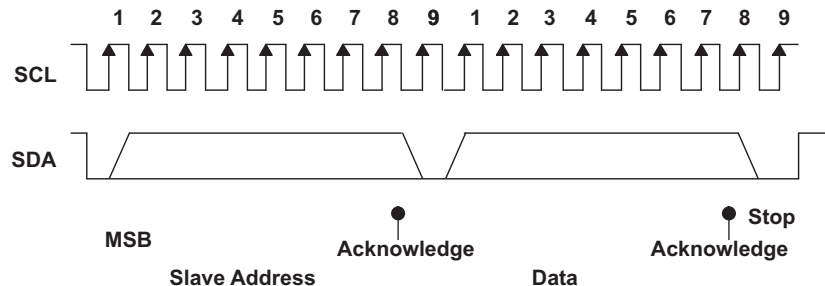 1 2 3 4 5 6 7 8 9 1 2 3 4 5 6 7 8 9
SCL
SDA
MSB
Acknowledge
Stop
Acknowledge
Slave Address
Data